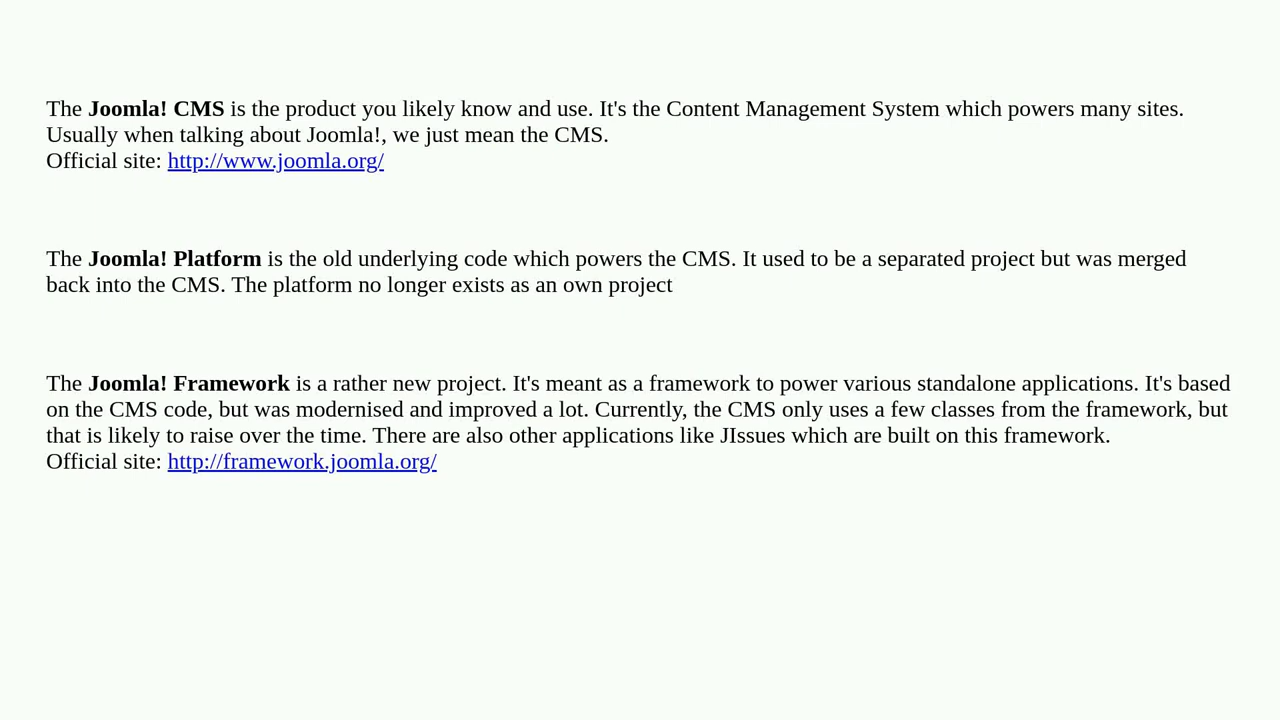 The Joomla! CMS is the product you likely know and use. It's the Content Management System which powers many sites.
Usually when talking about Joomla!, we just mean the CMS.
Official site: http://www.joomla.org/
The Joomla! Platform is the old underlying code which powers the CMS. It used to be a separated project but was merged
back into the CMS. The platform no longer exists as an own project
The Joomla! Framework is a rather new project. It's meant as a framework to power various standalone applications. It's based
on the CMS code, but was modernised and improved a lot. Currently, the CMS only uses a few classes from the framework, but
that is likely to raise over the time. There are also other applications like JIssues which are built on this framework.
Official site: http://framework.joomla.org/